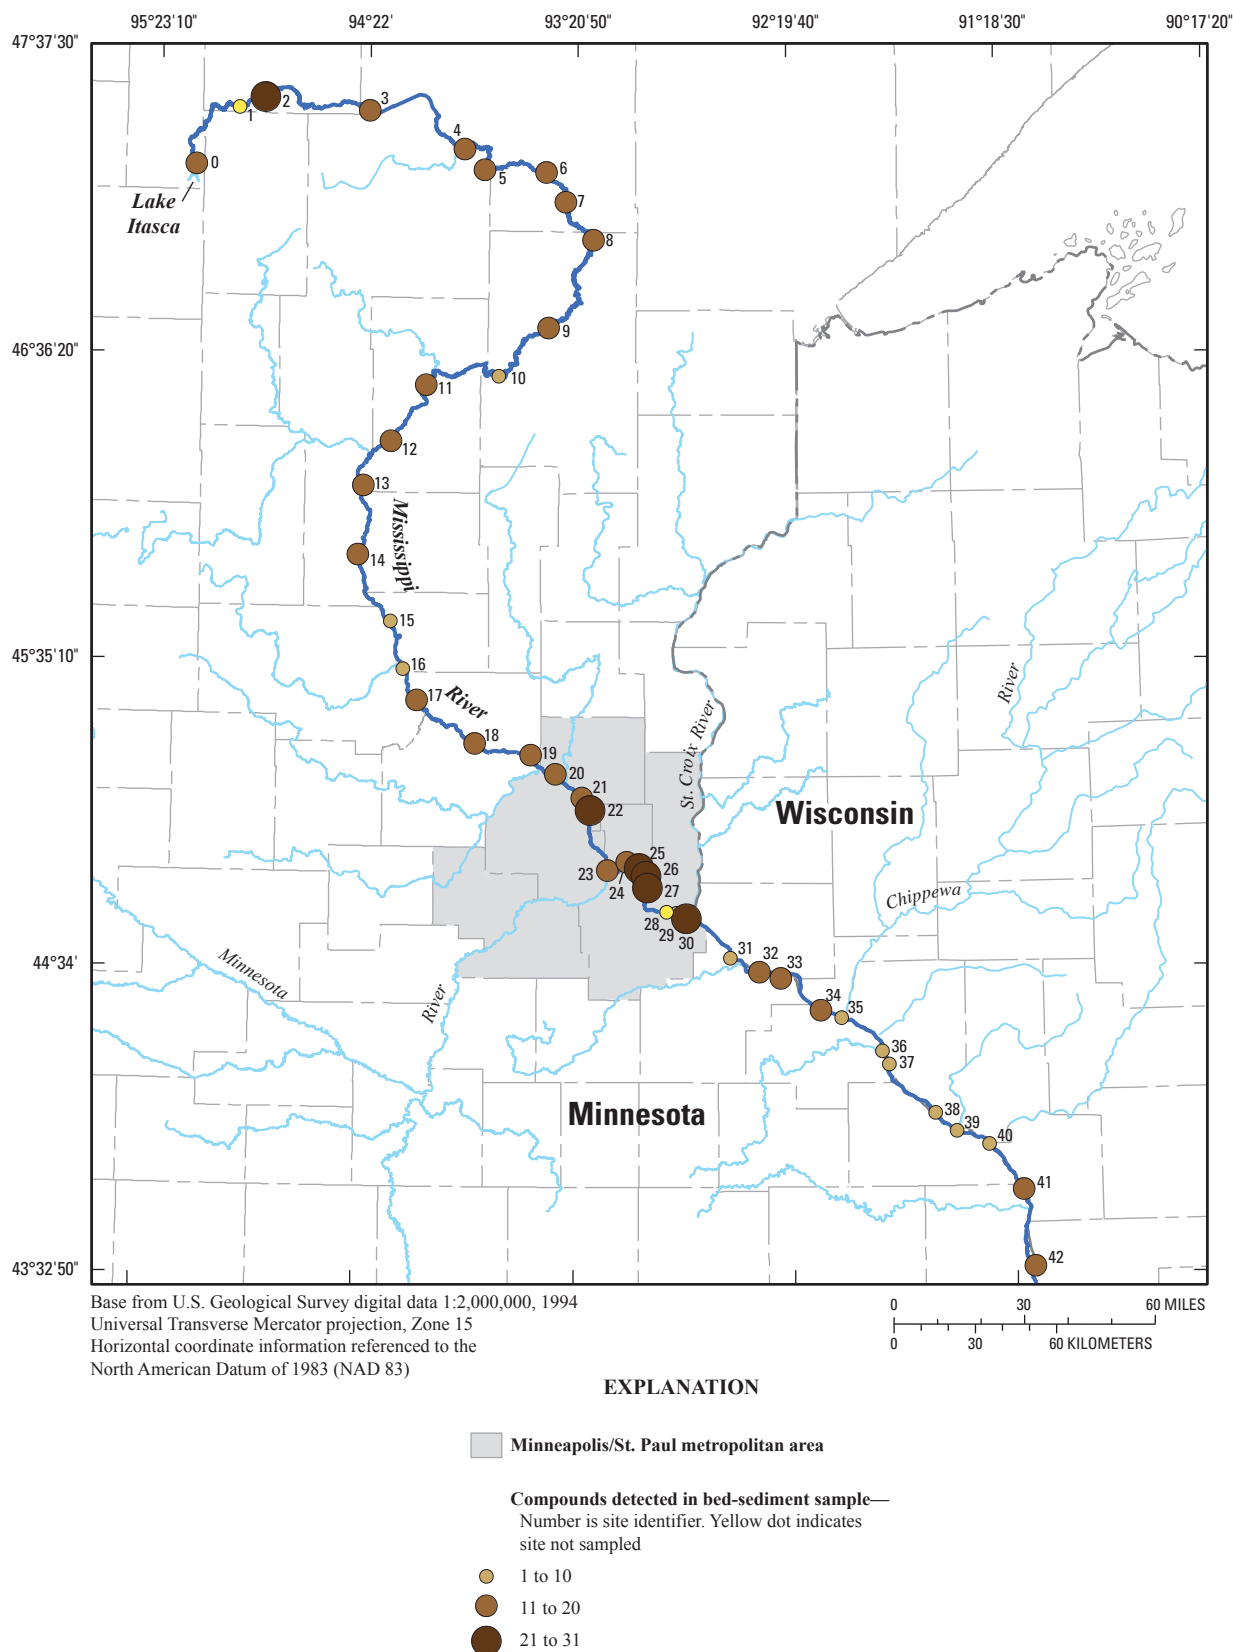 95°23'10"
94°22'
93°20'50"
92°19'40"
91°18'30"
90°17'20"
47°37'30"
46°36'20"
45°35'10"
44°34'
43°32'50"
0
1
2
3
4
5
6
7
8
9
10
11
12
13
14
15
16
17
18
19
20
21
22
23
24
25
26
27
28
29
30
31
32
33
34
35
36
37
38
39
40
41
42
Lake
Itasca
Mississippi
River
St. Croix River
Wisconsin
River
Chippewa
Minnesota
River
Minnesota
Base from U.S. Geological Survey digital data 1:2,000,000, 1994
Universal Transverse Mercator projection, Zone 15
Horizontal coordinate information referenced to the
North American Datum of 1983 (NAD 83)
0 30 60 MILES
0 30 60 KILOMETERS
EXPLANATION
Minneapolis/St. Paul metropolitan area
Compounds detected in bed-sediment sample—
Number is site identifier. Yellow dot indicates
site not sampled
1 to 10
11 to 20
21 to 31